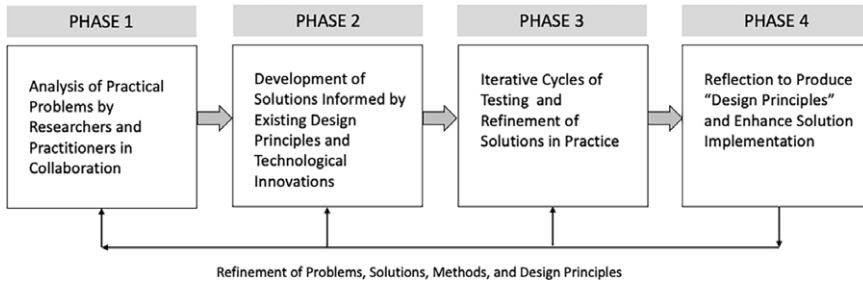 PHASE 1
PHASE 2
PHASE 3
PHASE 4
Analysis of Practical
Problems by
Researchers and
Practitioners in
Collaboration
Development of
Solutions Informed by
Existing Design
Principles and
Technological
Innovations
Iterative Cycles of
Testing and
Refinement of
Solutions in Practice
Reflection to Produce
“Design Principles”
and Enhance Solution
Implementation
Refinement of Problems, Solutions, Methods, and Design Principles